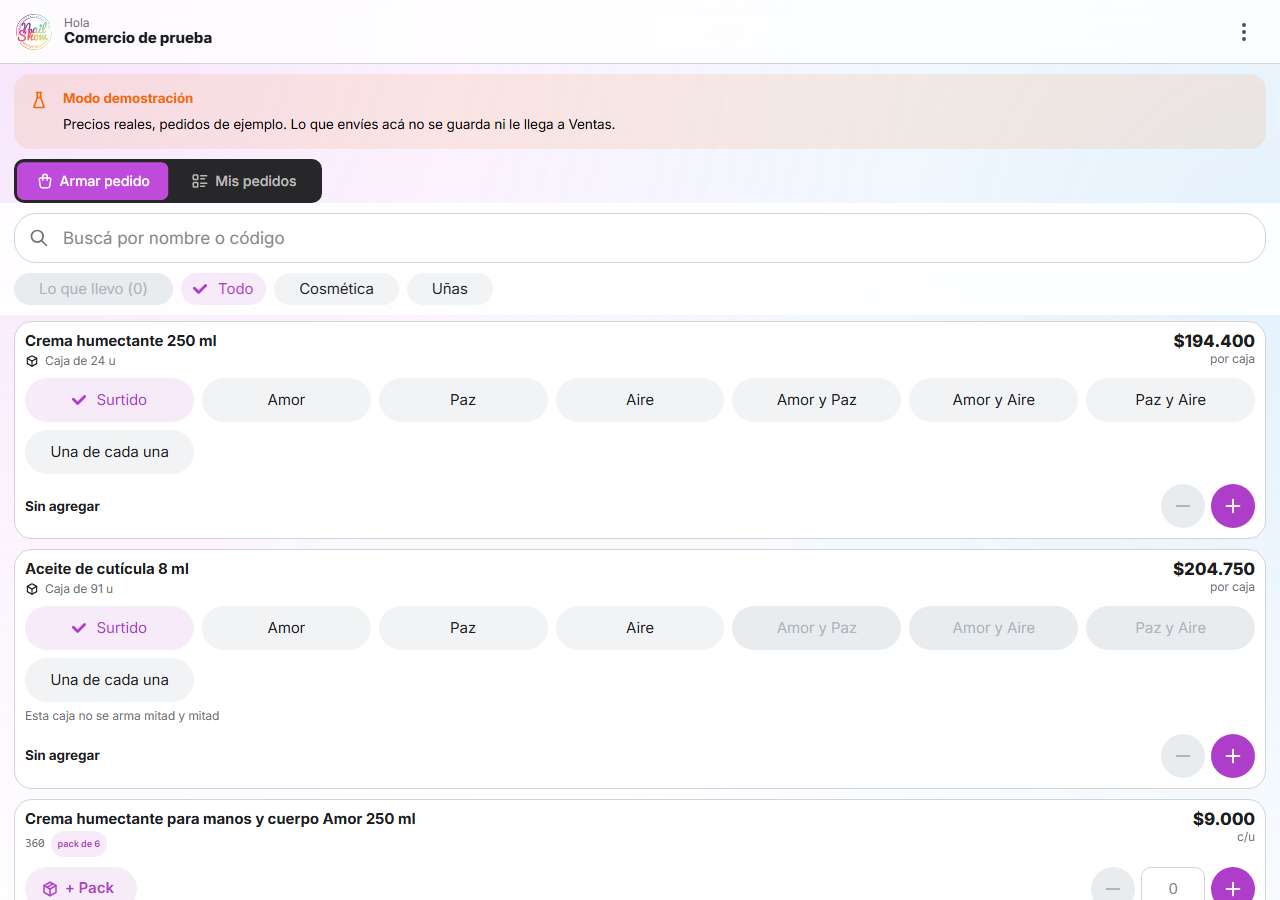 Nail
Show
Hola
Comercio de prueba
Modo demostración
Precios reales, pedidos de ejemplo. Lo que envíes acá no se guarda ni le llega a Ventas.
Armar pedido
Mis pedidos
Buscá por nombre o código
Lo que llevo (0)
Todo
Cosmética
Uñas
Crema humectante 250 ml
$194.400
Caja de 24 u
por caja
Surtido
Amor
Paz
Aire
Amor y Paz
Amor y Aire
Paz y Aire
Una de cada una
Sin agregar
Aceite de cutícula 8 ml
$204.750
Caja de 91 u
por caja
Surtido
Amor
Paz
Aire
Amor y Paz
Amor y Aire
Paz y Aire
Una de cada una
Esta caja no se arma mitad y mitad
Sin agregar
Crema humectante para manos y cuerpo Amor 250 ml
$9.000
360
pack de 6
c/u
+ Pack
0